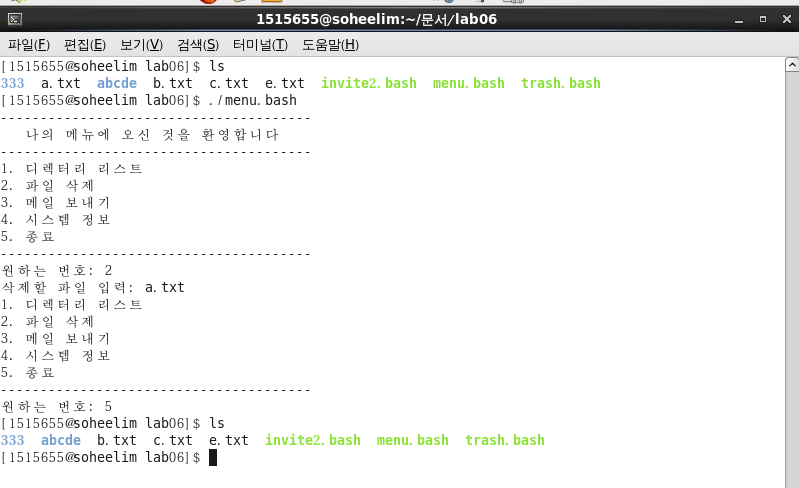 1515655@soheelim:~/문서/lab06
파일(F) 편집(E) 보기(V) 검색(S) 터미널(T) 도움말(H)
[1515655@soheelim lab06]$ ls
333 a.txt abcde b.txt c.txt e.txt invite2.bash menu.bash trash.bash
[1515655@soheelim lab06]$ ./menu.bash
---------------------------------------
나의 메뉴에 오신 것을 환영합니다
---------------------------------------
1. 디렉터리 리스트
2. 파일 삭제
3. 메일 보내기
4. 시스템 정보
5. 종료
---------------------------------------
원하는 번호: 2
삭제할 파일 입력: a.txt
1. 디렉터리 리스트
2. 파일 삭제
3. 메일 보내기
4. 시스템 정보
5. 종료
---------------------------------------
원하는 번호: 5
[1515655@soheelim lab06]$ ls
333 abcde b.txt c.txt e.txt invite2.bash menu.bash trash.bash
[1515655@soheelim lab06]$